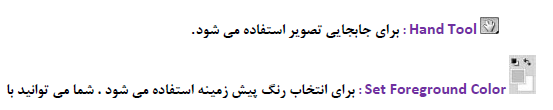 Hand Tool : برای جابجایی تصویر استفاده می شود.
Set Foreground Color : برای انتخاب رنگ پیش زمینه استفاده می شود . شما می توانید با